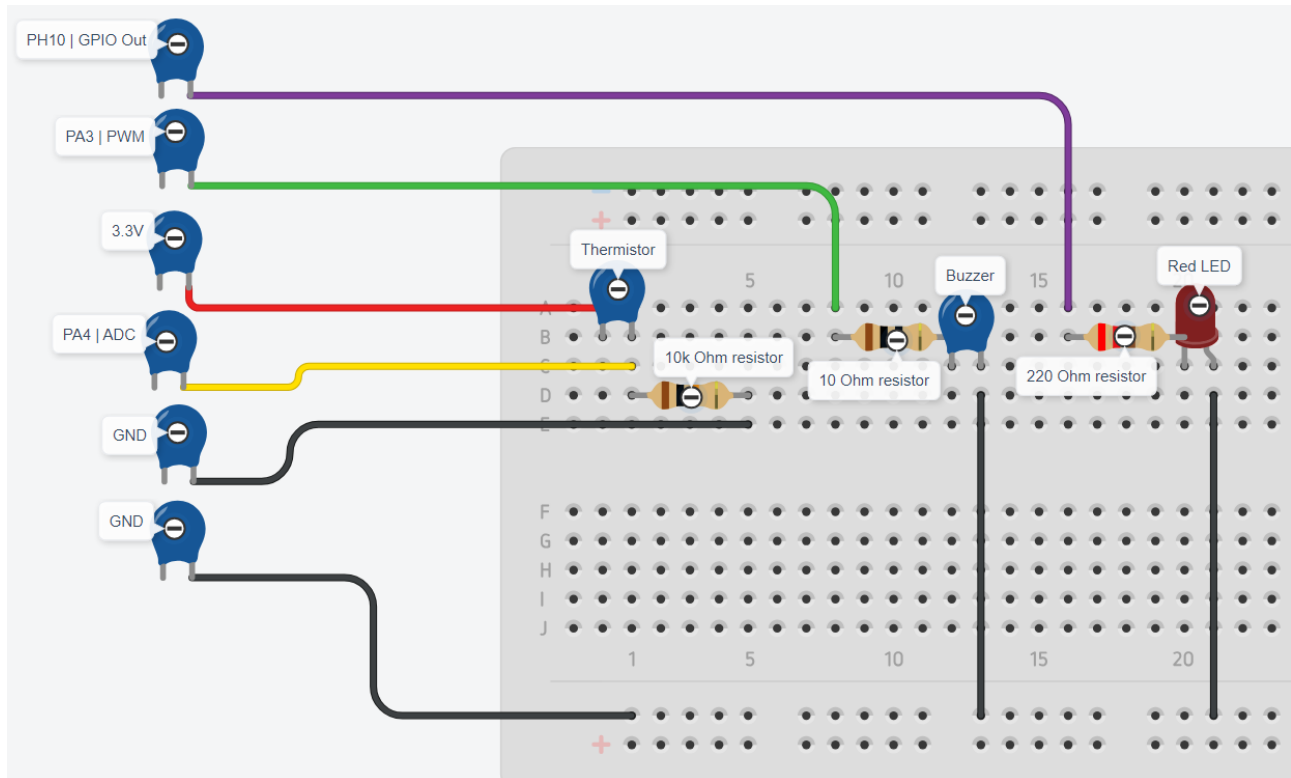 PH10 | GPIO Out
PA3 | PWM
3.3V
PA4 | ADC
GND
GND
−
+
Thermistor
Buzzer
Red LED
5 10 15
A
B
C
D
E
10k Ohm resistor
10 Ohm resistor
220 Ohm resistor
F
G
H
I
J
1 5 10 15 20
+